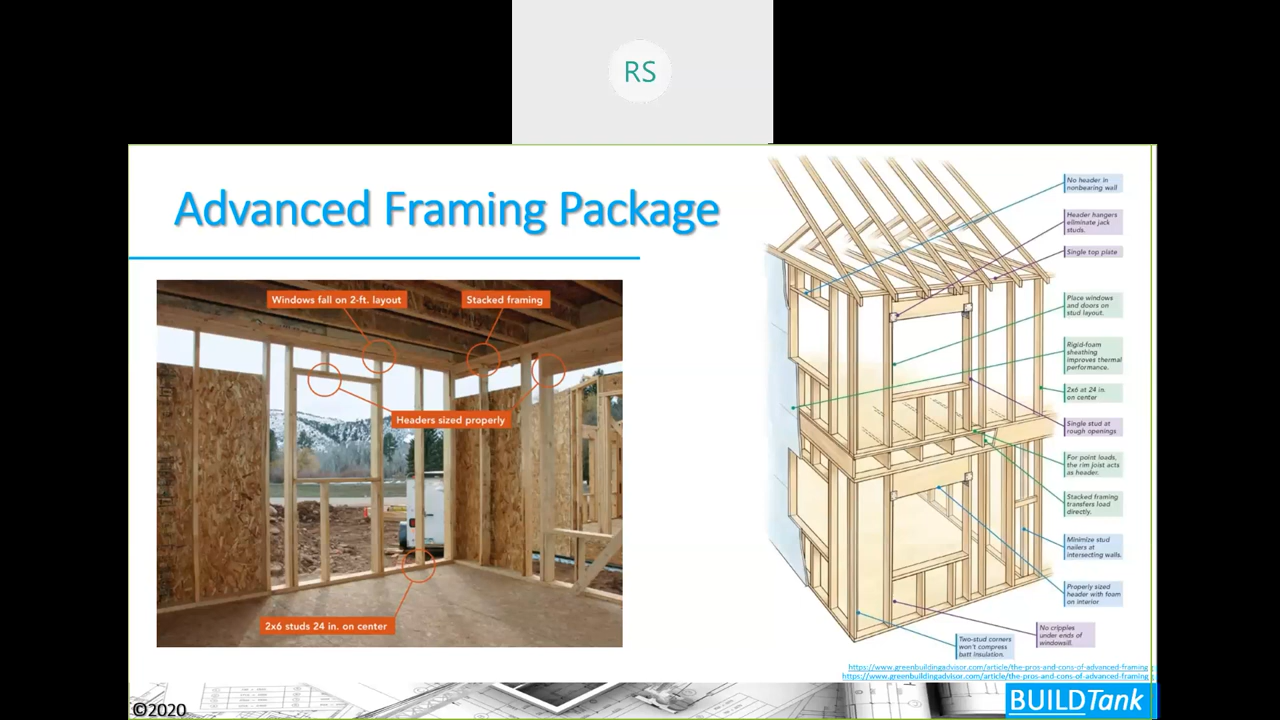 RS
Advanced Framing Package
Windows fall on 2-ft. layout
Stacked framing
Headers sized properly
2x6 studs 24 in. on center
No header in
nonbearing wall
Header hangers
eliminate jack
studs.
Single top plate
Place windows
and doors on
stud layout.
Rigid-foam
sheathing
improves thermal
performance.
2x6 at 24 in.
on center
Single stud at
rough openings
For point loads,
the rim joist acts
as header.
Stacked framing
transfers load
directly.
Minimize stud
nailers at
intersecting walls.
Properly sized
header with foam
on interior
No cripples
under ends of
windowsill.
Two-stud corners
won't compress
batt insulation.
https://www.greenbuildingadvisor.com/article/the-pros-and-cons-of-advanced-framing
https://www.greenbuildingadvisor.com/article/the-pros-and-cons-of-advanced-framing
©2020
BUILDTank